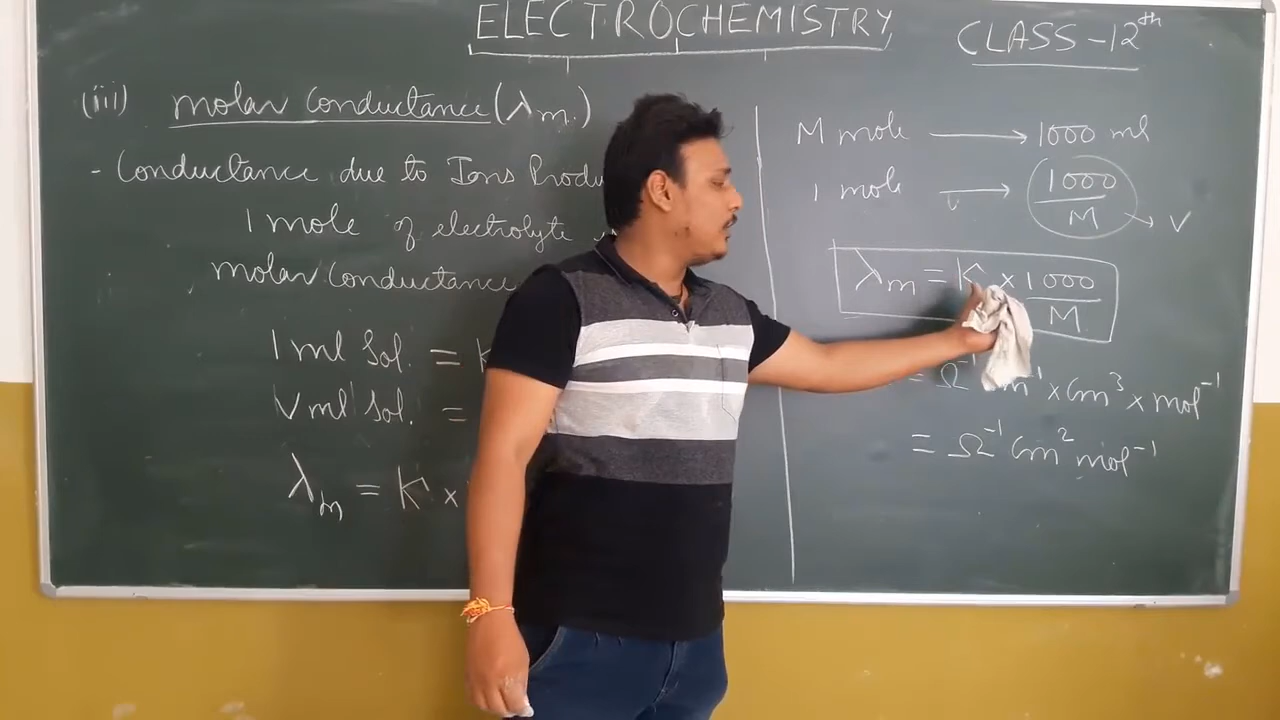 ELECTROCHEMISTRY
CLASS-12th
(iii) molar Conductance (λm)
- Conductance due to Ions Produ
1 mole of electrolyte
molar Conductance
1 ml Sol. = K
V ml Sol. =
λm = K ×
M mole → 1000 ml
1 mole → 1000/M → V
λm = K × 1000/M
= Ω⁻¹ cm⁻¹ × cm³ × mol⁻¹
= Ω⁻¹ cm² mol⁻¹